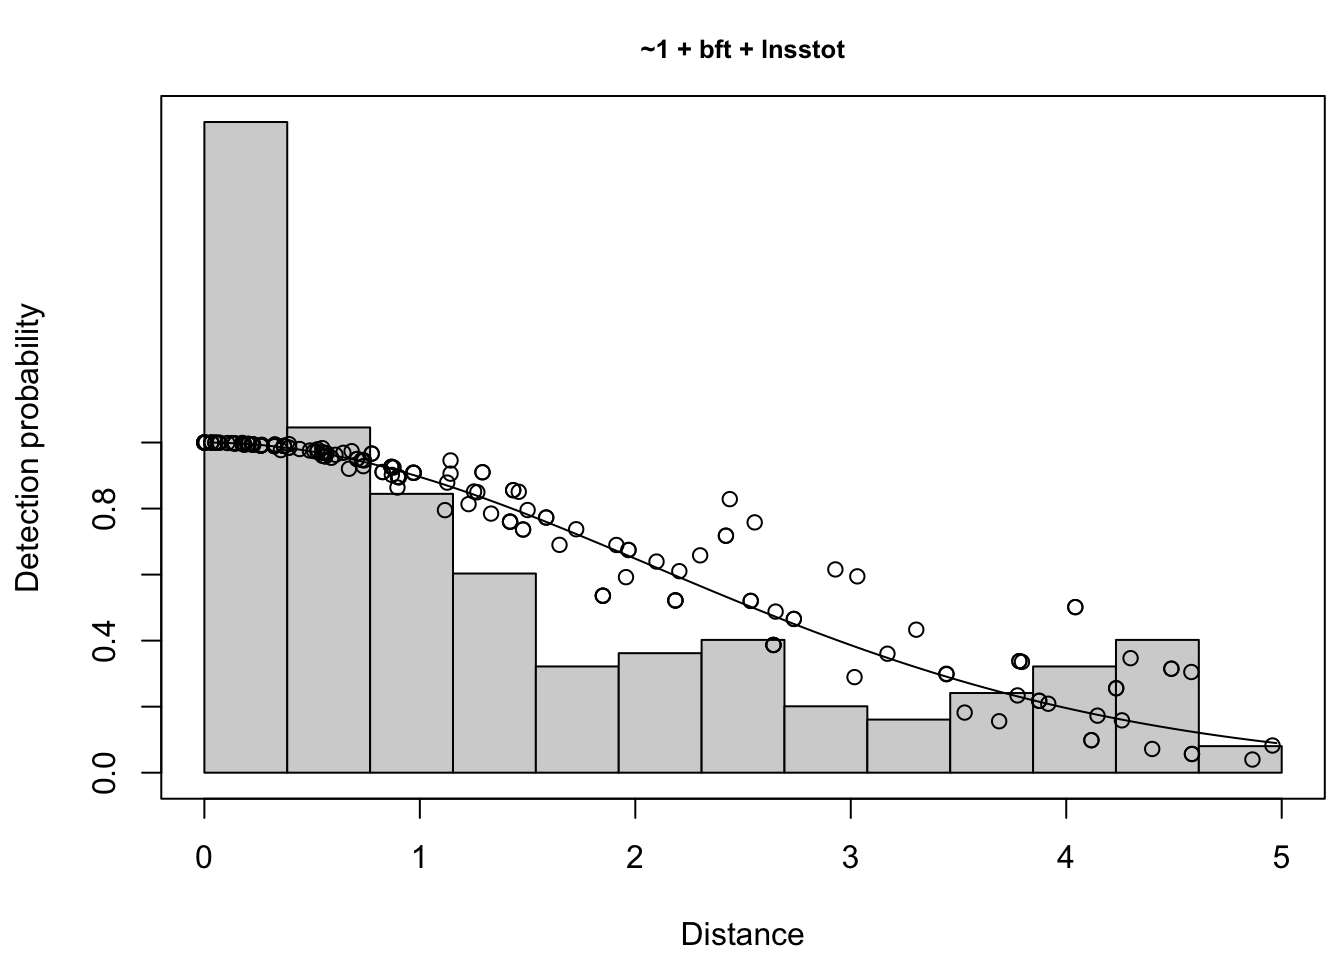 ~1 + bft + lnsstot
Detection probability
0.8
0.4
0.0
0 1 2 3 4 5
Distance